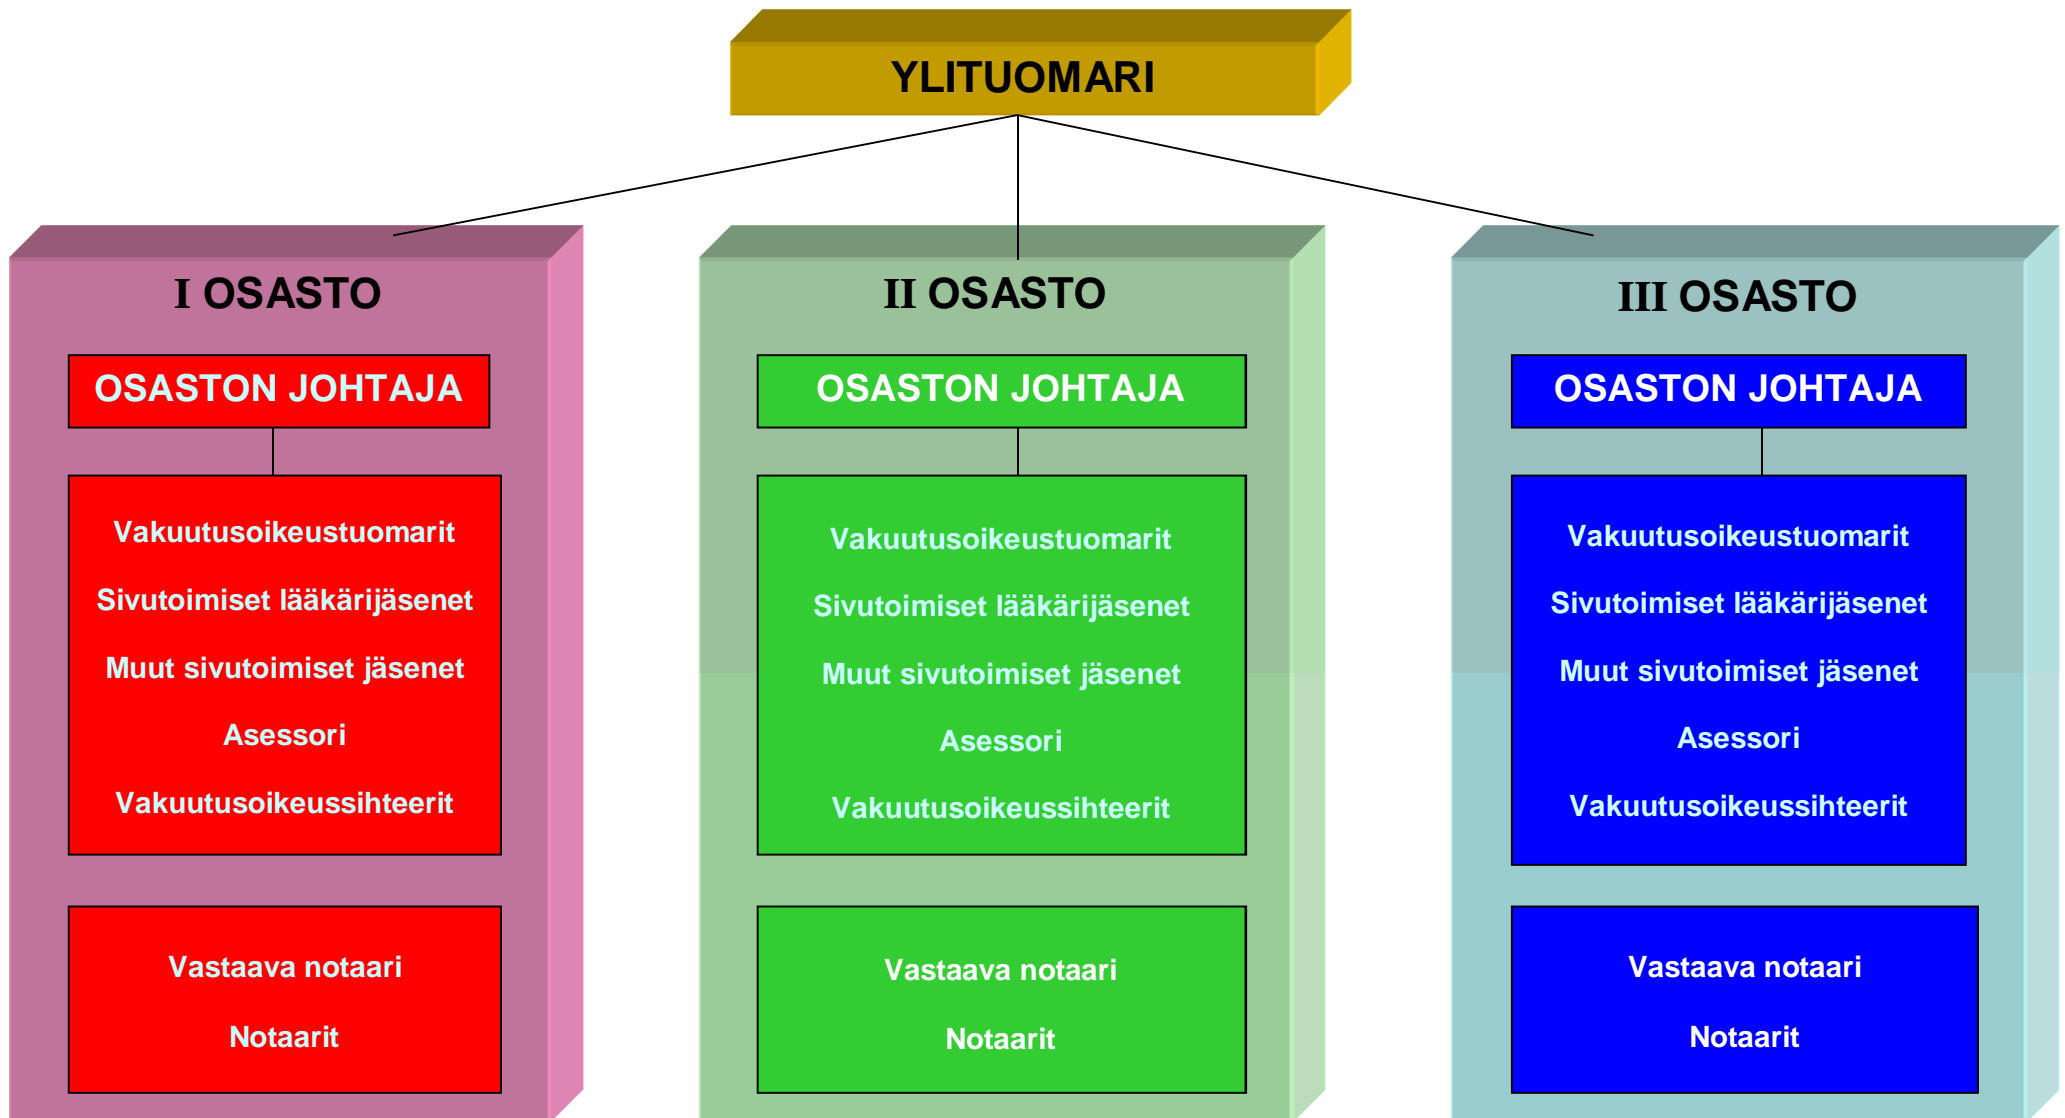 YLITUOMARI
I OSASTO
OSASTON JOHTAJA
Vakuutusoikeustuomarit
Sivutoimiset lääkärijäsenet
Muut sivutoimiset jäsenet
Asessori
Vakuutusoikeussihteerit
Vastaava notaari
Notaarit
II OSASTO
OSASTON JOHTAJA
Vakuutusoikeustuomarit
Sivutoimiset lääkärijäsenet
Muut sivutoimiset jäsenet
Asessori
Vakuutusoikeussihteerit
Vastaava notaari
Notaarit
III OSASTO
OSASTON JOHTAJA
Vakuutusoikeustuomarit
Sivutoimiset lääkärijäsenet
Muut sivutoimiset jäsenet
Asessori
Vakuutusoikeussihteerit
Vastaava notaari
Notaarit